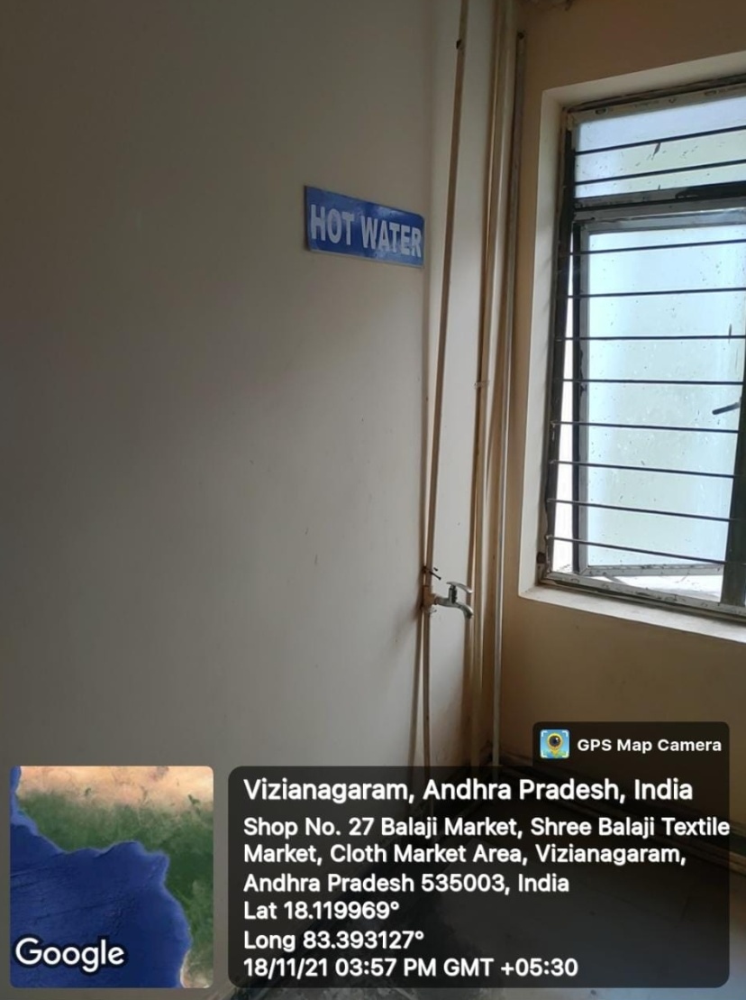 HOT WATER
GPS Map Camera
Vizianagaram, Andhra Pradesh, India
Shop No. 27 Balaji Market, Shree Balaji Textile
Market, Cloth Market Area, Vizianagaram,
Andhra Pradesh 535003, India
Lat 18.119969°
Long 83.393127°
18/11/21 03:57 PM GMT +05:30
Google